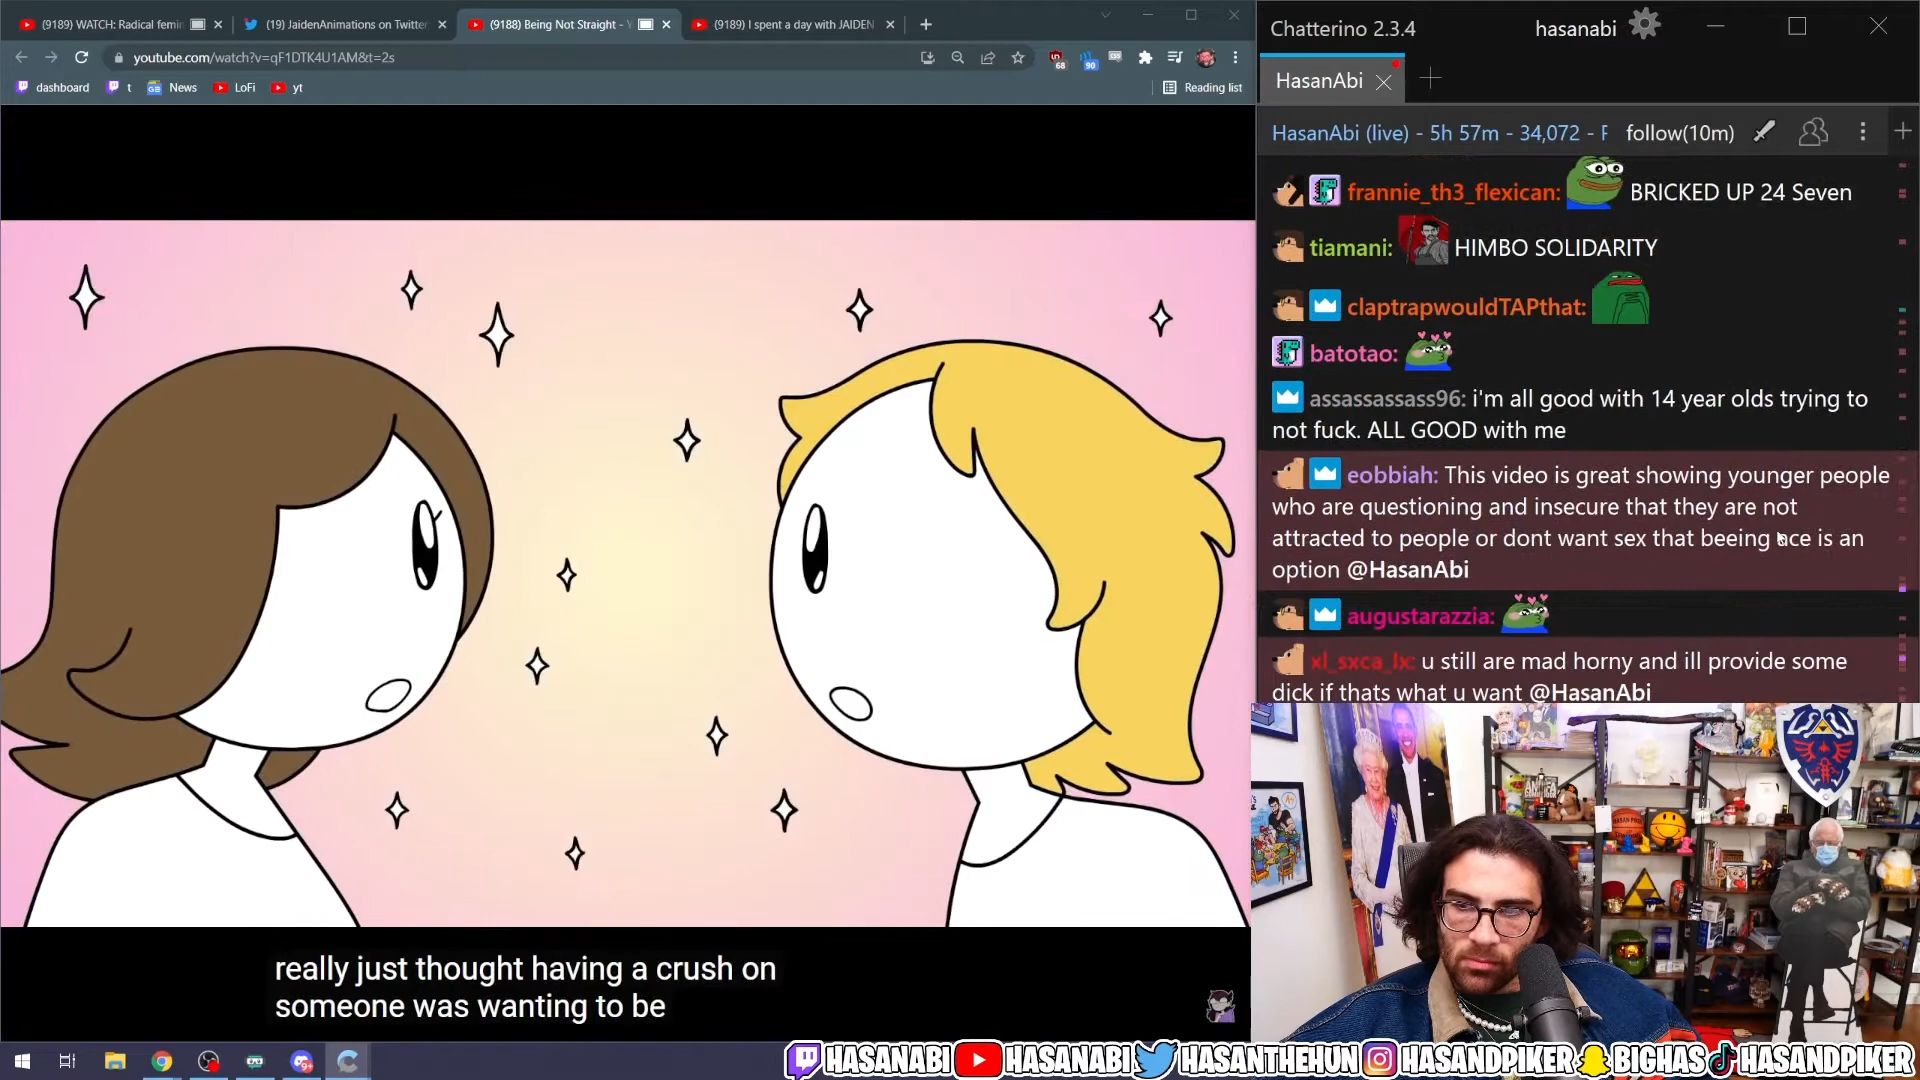 (9189) WATCH: Radical femin
(19) JaidenAnimations on Twitter
(9188) Being Not Straight - Y
(9189) I spent a day with JAIDEN
youtube.com/watch?v=qF1DTK4U1AM&t=2s
68
90
dashboard
t
News
LoFi
yt
Reading list
really just thought having a crush on
someone was wanting to be
Chatterino 2.3.4
hasanabi
HasanAbi
HasanAbi (live) - 5h 57m - 34,072 - F
follow(10m)
frannie_th3_flexican: BRICKED UP 24 Seven
tiamani: HIMBO SOLIDARITY
claptrapwouldTAPthat:
batotao:
assassassass96: i'm all good with 14 year olds trying to
not fuck. ALL GOOD with me
eobbiah: This video is great showing younger people
who are questioning and insecure that they are not
attracted to people or dont want sex that beeing ace is an
option @HasanAbi
augustarazzia:
xl_sxca_lx: u still are mad horny and ill provide some
dick if thats what u want @HasanAbi
HASANABI
HASANABI
HASANTHEHUN
HASANDPIKER
BIGHAS
HASANDPIKER